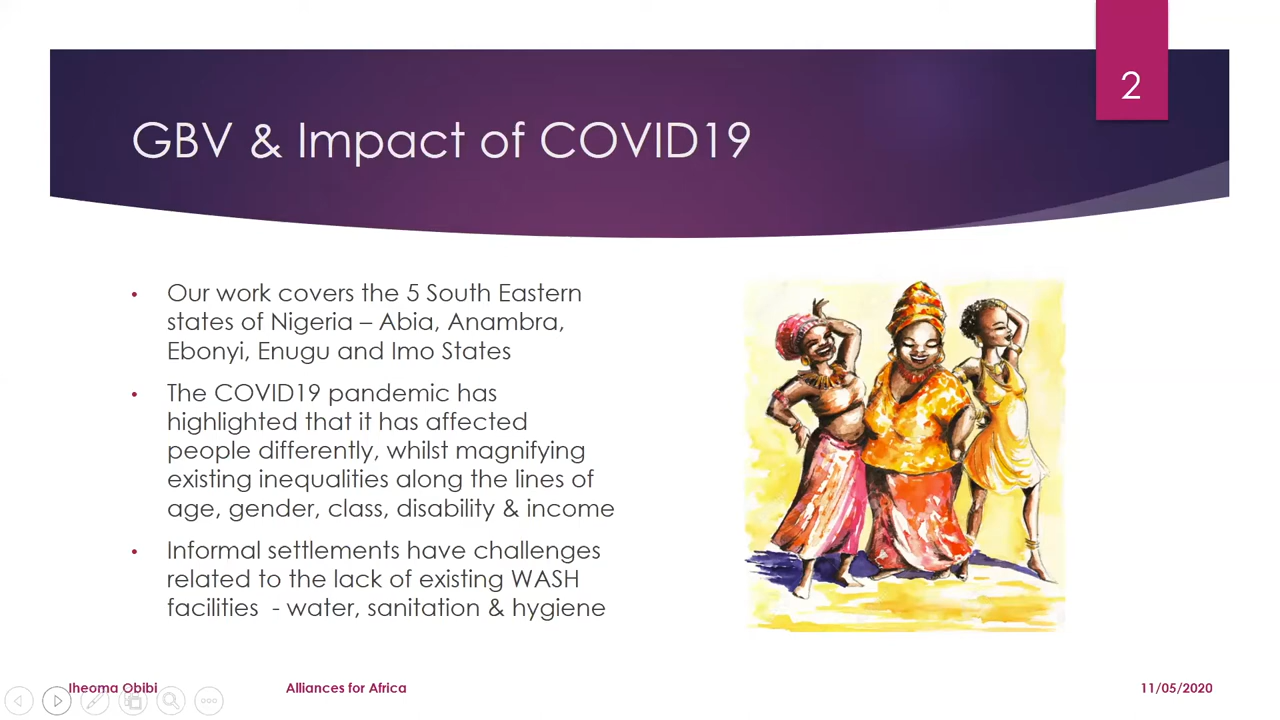 2
GBV & Impact of COVID19
• Our work covers the 5 South Eastern
states of Nigeria – Abia, Anambra,
Ebonyi, Enugu and Imo States
• The COVID19 pandemic has
highlighted that it has affected
people differently, whilst magnifying
existing inequalities along the lines of
age, gender, class, disability & income
• Informal settlements have challenges
related to the lack of existing WASH
facilities - water, sanitation & hygiene
Iheoma Obibi Alliances for Africa 11/05/2020